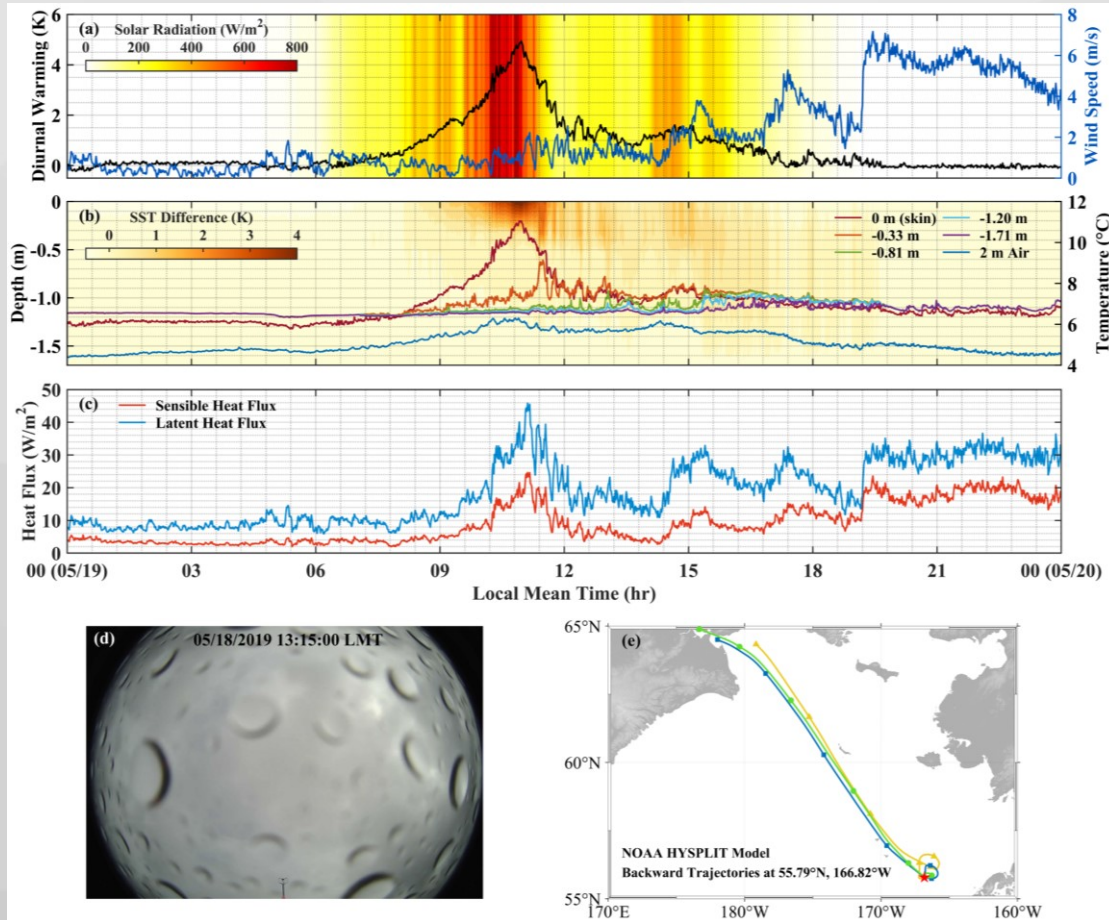 (a) Solar Radiation (W/m²)
0 200 400 600 800
Diurnal Warming (K)
6
4
2
0
Wind Speed (m/s)
8
6
4
2
0
(b) SST Difference (K)
0 1 2 3 4
Depth (m)
0
-0.5
-1.0
-1.5
0 m (skin) -1.20 m
-0.33 m -1.71 m
-0.81 m 2 m Air
Temperature (°C)
12
10
8
6
4
(c) Sensible Heat Flux
Latent Heat Flux
Heat Flux (W/m²)
50
40
30
20
10
0
00 (05/19) 03 06 09 12 15 18 21 00 (05/20)
Local Mean Time (hr)
(d) 05/18/2019 13:15:00 LMT
(e)
65°N
60°N
55°N
NOAA HYSPLIT Model
Backward Trajectories at 55.79°N, 166.82°W
170°E 180°W 170°W 160°W